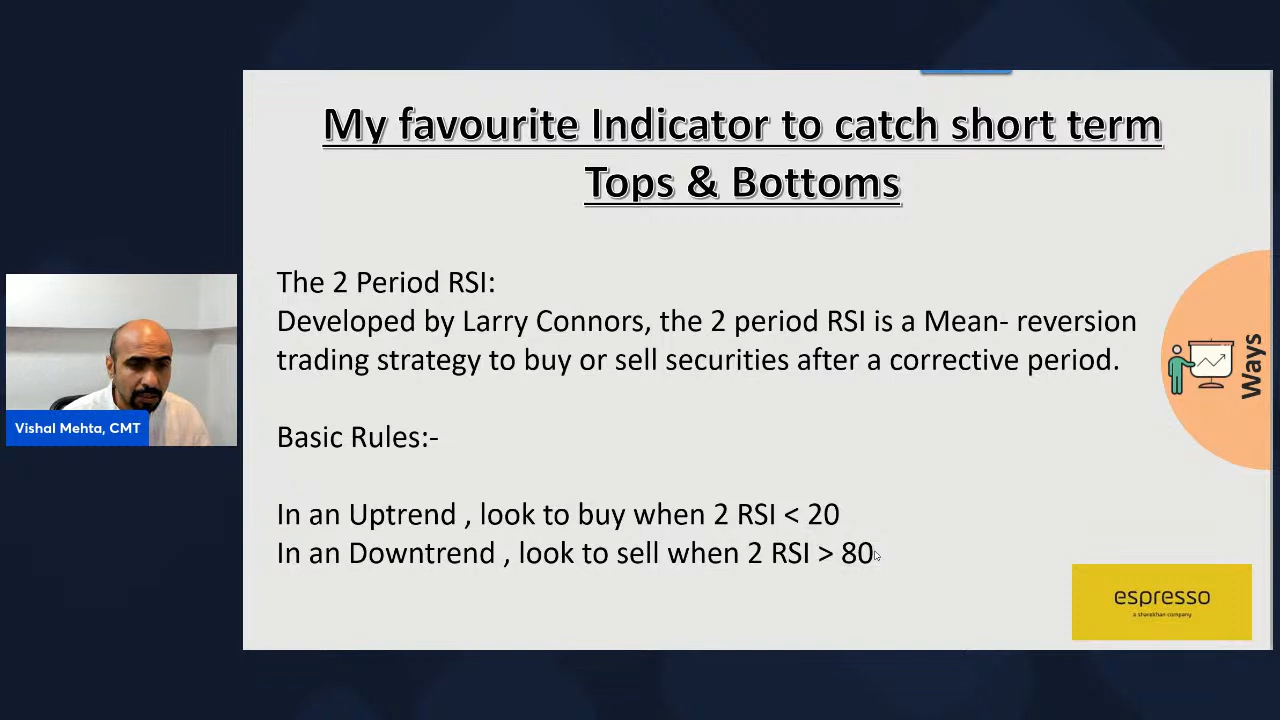 My favourite Indicator to catch short term
Tops & Bottoms
The 2 Period RSI:
Developed by Larry Connors, the 2 period RSI is a Mean- reversion
trading strategy to buy or sell securities after a corrective period.
Basic Rules:-
In an Uptrend , look to buy when 2 RSI < 20
In an Downtrend , look to sell when 2 RSI > 80
Ways
Vishal Mehta, CMT
espresso
a sharekhan company